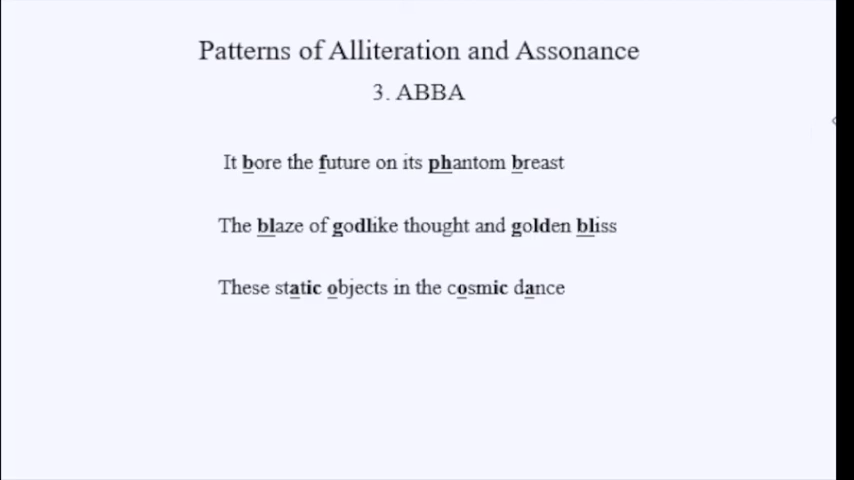 Patterns of Alliteration and Assonance
3. ABBA
It bore the future on its phantom breast
The blaze of godlike thought and golden bliss
These static objects in the cosmic dance